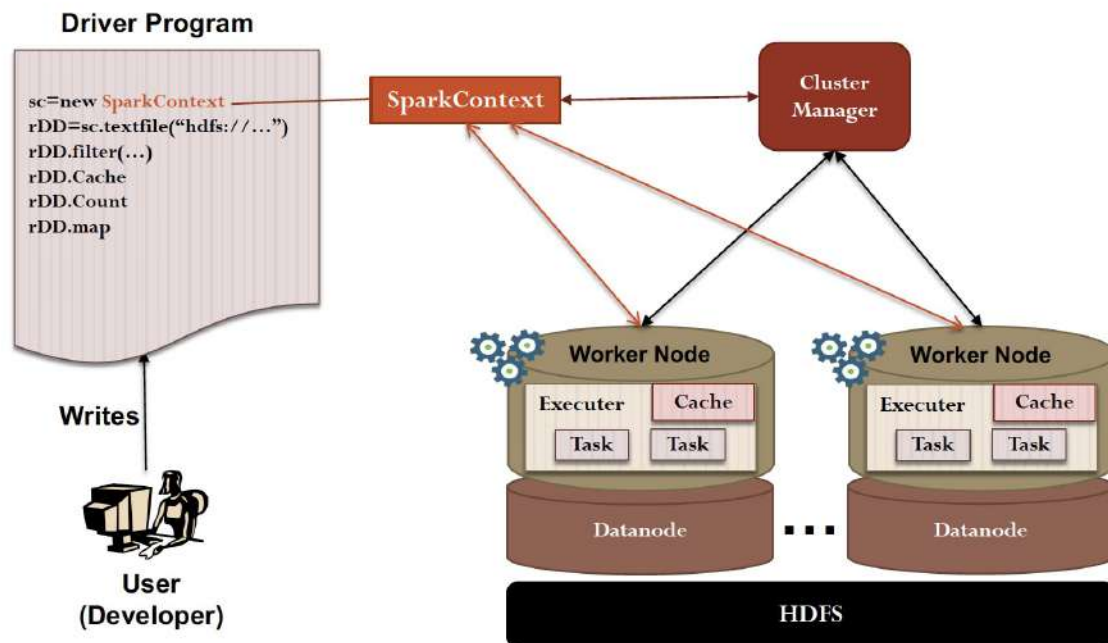 Driver Program
sc=new SparkContext
rDD=sc.textfile(“hdfs://…”)
rDD.filter(…)
rDD.Cache
rDD.Count
rDD.map
SparkContext
Cluster
Manager
Writes
User
(Developer)
Worker Node
Executer
Cache
Task
Task
Datanode
Worker Node
Executer
Cache
Task
Task
Datanode
HDFS